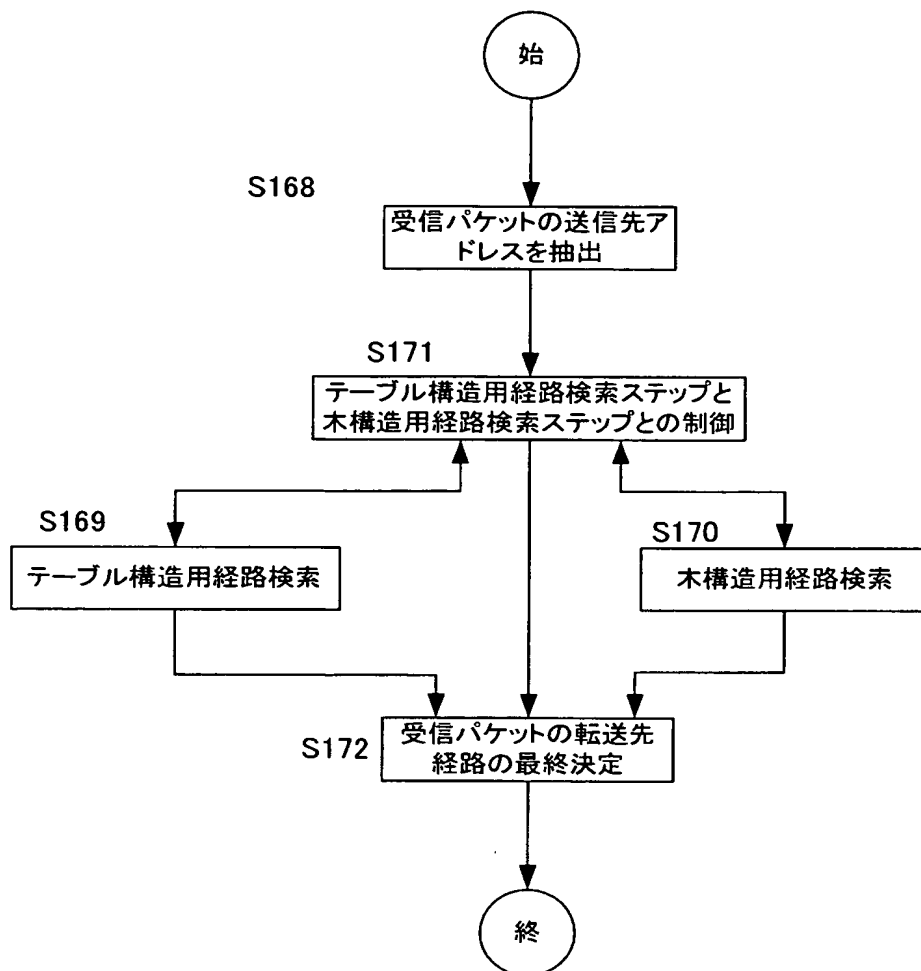 始
S168
受信パケットの送信先ア
ドレスを抽出
S171
テーブル構造用経路検索ステップと
木構造用経路検索ステップとの制御
S169
テーブル構造用経路検索
S170
木構造用経路検索
S172
受信パケットの転送先
経路の最終決定
終